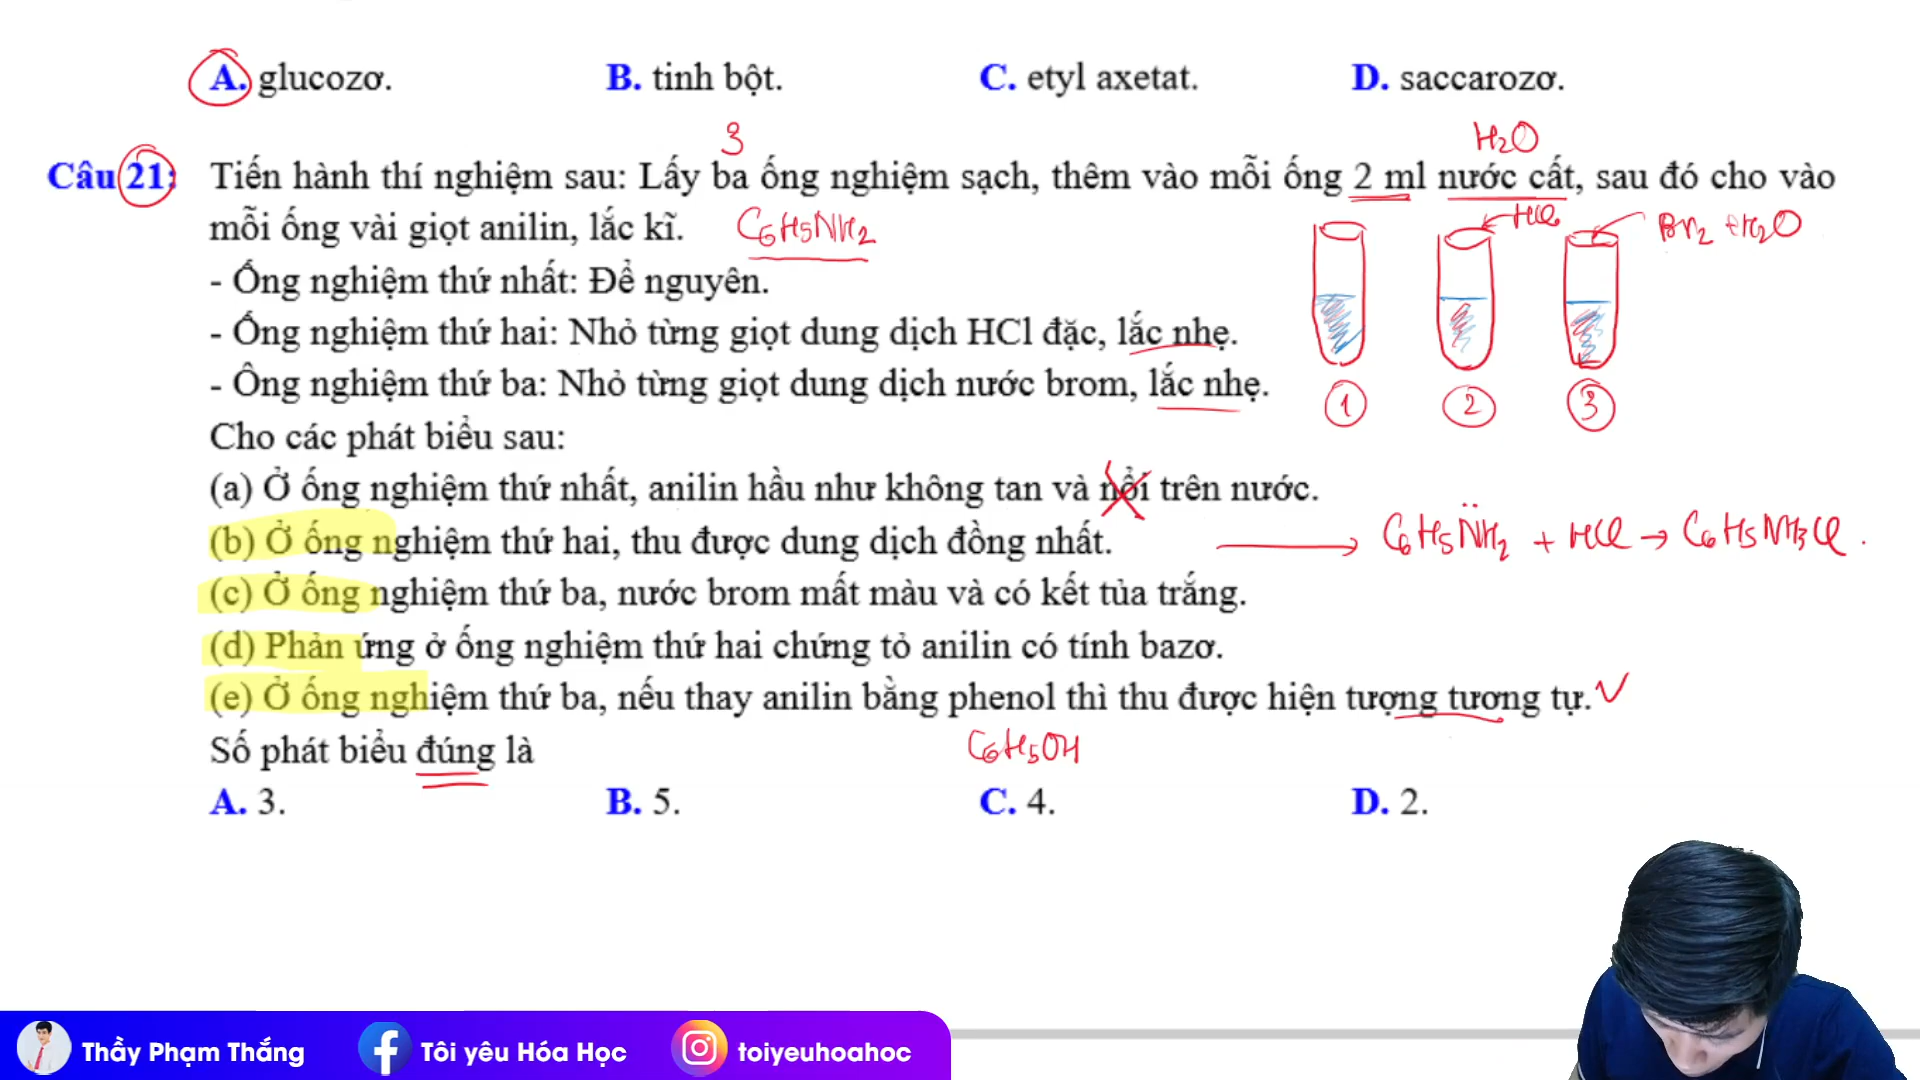 A. glucozơ. B. tinh bột. C. etyl axetat. D. saccarozơ.
3 H₂O
Câu 21: Tiến hành thí nghiệm sau: Lấy ba ống nghiệm sạch, thêm vào mỗi ống 2 ml nước cất, sau đó cho vào
mỗi ống vài giọt anilin, lắc kĩ. C₆H₅NH₂ HCl Br₂ + H₂O
- Ống nghiệm thứ nhất: Để nguyên.
- Ống nghiệm thứ hai: Nhỏ từng giọt dung dịch HCl đặc, lắc nhẹ.
- Ông nghiệm thứ ba: Nhỏ từng giọt dung dịch nước brom, lắc nhẹ.
1 2 3
Cho các phát biểu sau:
(a) Ở ống nghiệm thứ nhất, anilin hầu như không tan và nổi trên nước.
(b) Ở ống nghiệm thứ hai, thu được dung dịch đồng nhất. → C₆H₅NH₂ + HCl → C₆H₅NH₃Cl.
(c) Ở ống nghiệm thứ ba, nước brom mất màu và có kết tủa trắng.
(d) Phản ứng ở ống nghiệm thứ hai chứng tỏ anilin có tính bazơ.
(e) Ở ống nghiệm thứ ba, nếu thay anilin bằng phenol thì thu được hiện tượng tương tự.
Số phát biểu đúng là C₆H₅OH
A. 3. B. 5. C. 4. D. 2.
Thầy Phạm Thắng Tôi yêu Hóa Học toiyeuhoahoc